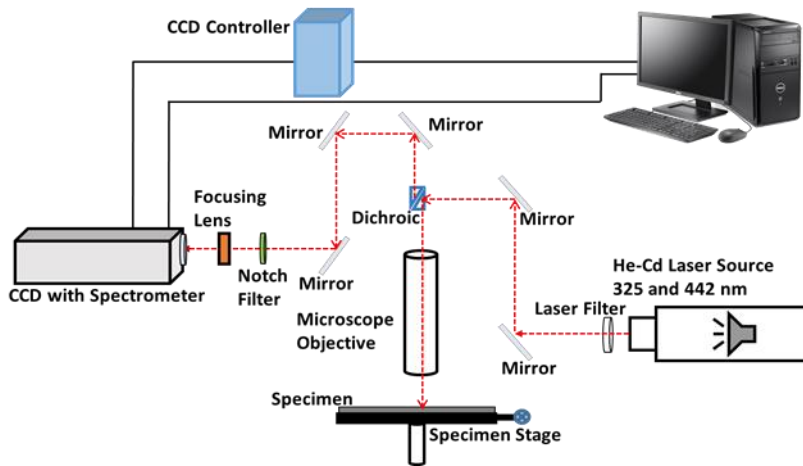 CCD Controller
Mirror
Mirror
Focusing
Lens
Dichroic
Mirror
He-Cd Laser Source
325 and 442 nm
Notch
Filter
Mirror
CCD with Spectrometer
Laser Filter
Microscope
Objective
Mirror
Specimen
Specimen Stage